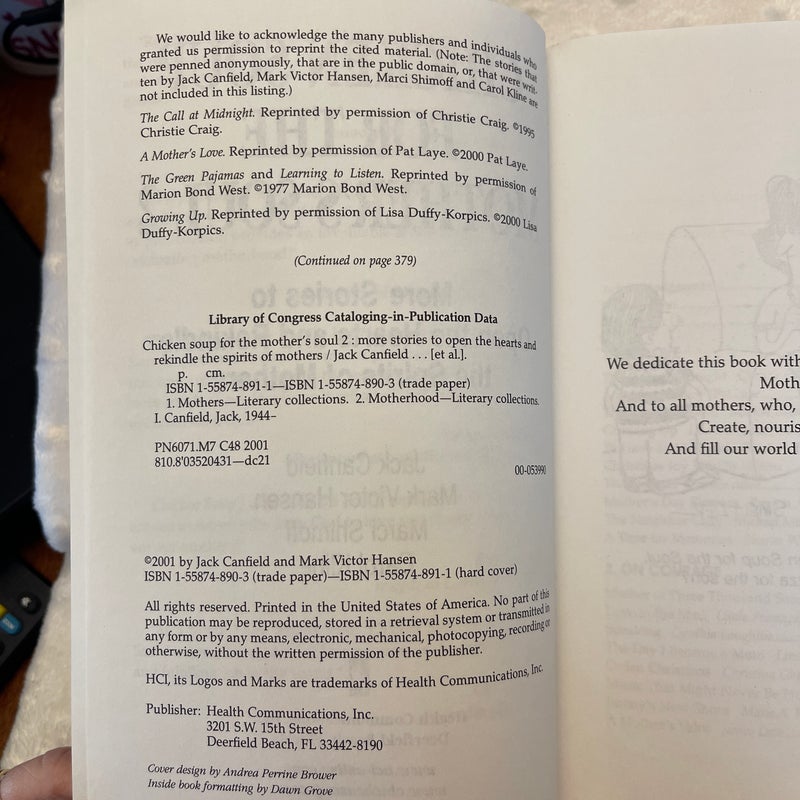 We would like to acknowledge the many publishers and individuals who
granted us permission to reprint the cited material. (Note: The stories that
were penned anonymously, that are in the public domain, or, that were writ-
ten by Jack Canfield, Mark Victor Hansen, Marci Shimoff and Carol Kline are
not included in this listing.)
The Call at Midnight. Reprinted by permission of Christie Craig. ©1995
Christie Craig.
A Mother's Love. Reprinted by permission of Pat Laye. ©2000 Pat Laye.
The Green Pajamas and Learning to Listen. Reprinted by permission of
Marion Bond West. ©1977 Marion Bond West.
Growing Up. Reprinted by permission of Lisa Duffy-Korpics. ©2000 Lisa
Duffy-Korpics.
(Continued on page 379)
Library of Congress Cataloging-in-Publication Data
Chicken soup for the mother's soul 2 : more stories to open the hearts and
rekindle the spirits of mothers / Jack Canfield . . . [et al.].
p. cm.
ISBN 1-55874-891-1—ISBN 1-55874-890-3 (trade paper)
1. Mothers—Literary collections. 2. Motherhood—Literary collections.
I. Canfield, Jack, 1944–
PN6071.M7 C48 2001
810.8'03520431—dc21
00-053990
©2001 by Jack Canfield and Mark Victor Hansen
ISBN 1-55874-890-3 (trade paper)—ISBN 1-55874-891-1 (hard cover)
All rights reserved. Printed in the United States of America. No part of this
publication may be reproduced, stored in a retrieval system or transmitted in
any form or by any means, electronic, mechanical, photocopying, recording or
otherwise, without the written permission of the publisher.
HCI, its Logos and Marks are trademarks of Health Communications, Inc.
Publisher: Health Communications, Inc.
3201 S.W. 15th Street
Deerfield Beach, FL 33442-8190
Cover design by Andrea Perrine Brower
Inside book formatting by Dawn Grove
We dedicate this book with
Moth
And to all mothers, who,
Create, nouris
And fill our world